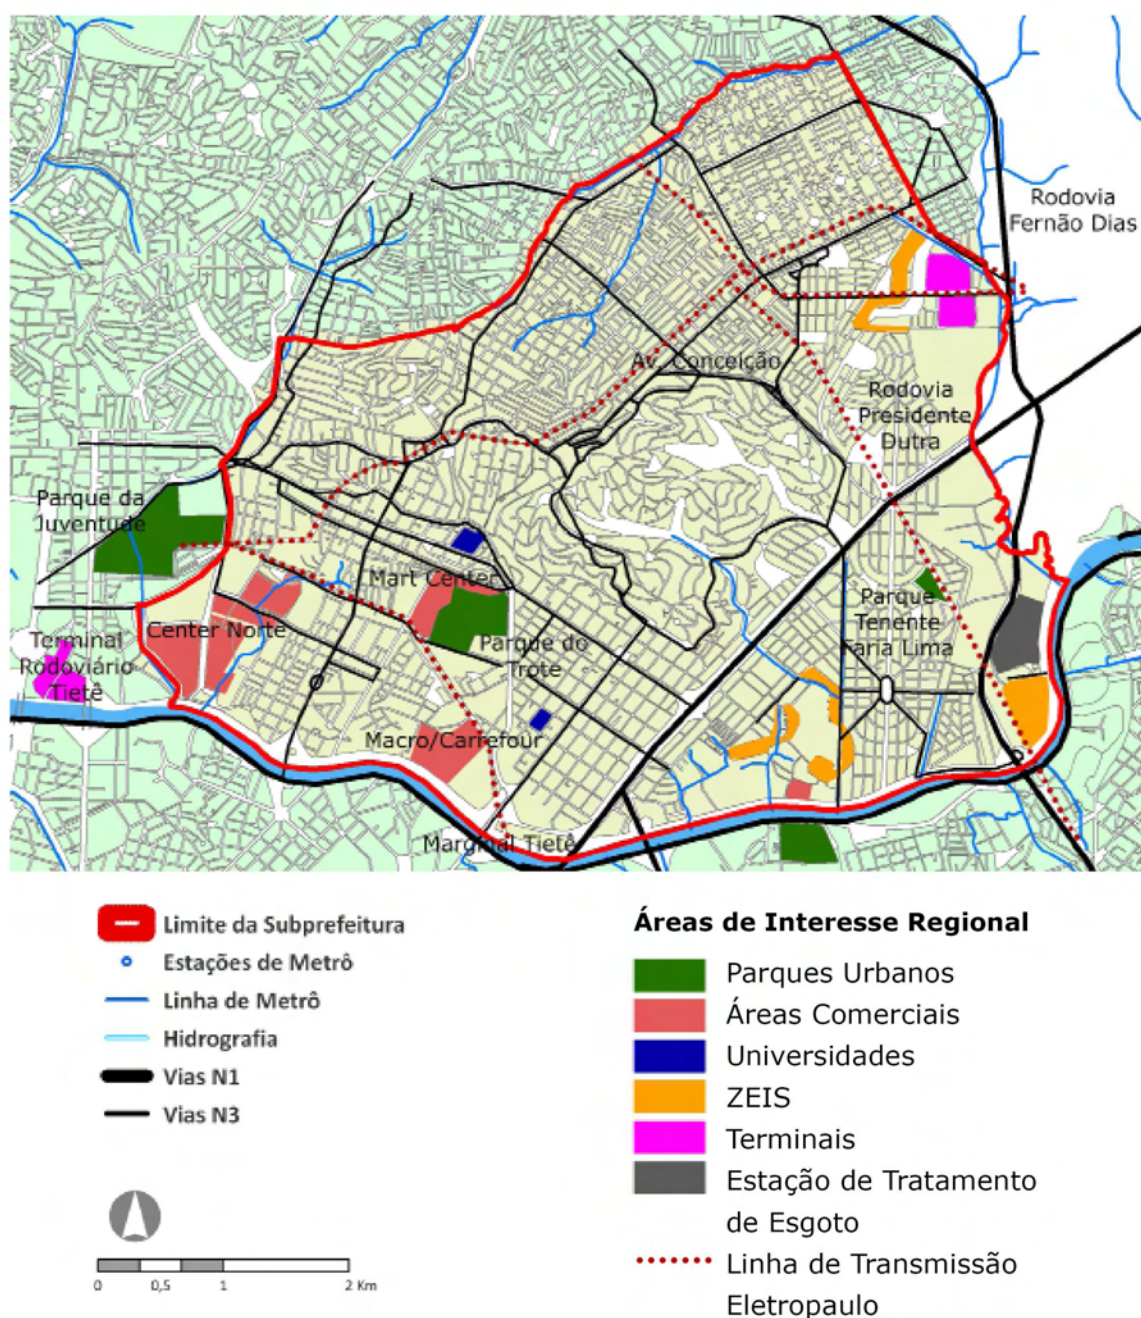 Rodovia
Fernão Dias
Av. Conceição
Rodovia
Presidente
Dutra
Parque da
Juventude
Mart Center
Center Norte
Parque do
Trote
Parque
Tenente
Faria Lima
Terminal
Rodoviário
Tietê
Macro/Carrefour
Marginal Tietê
Limite da Subprefeitura
Estações de Metrô
Linha de Metrô
Hidrografia
Vias N1
Vias N3
0 0,5 1 2 Km
Áreas de Interesse Regional
Parques Urbanos
Áreas Comerciais
Universidades
ZEIS
Terminais
Estação de Tratamento
de Esgoto
Linha de Transmissão
Eletropaulo